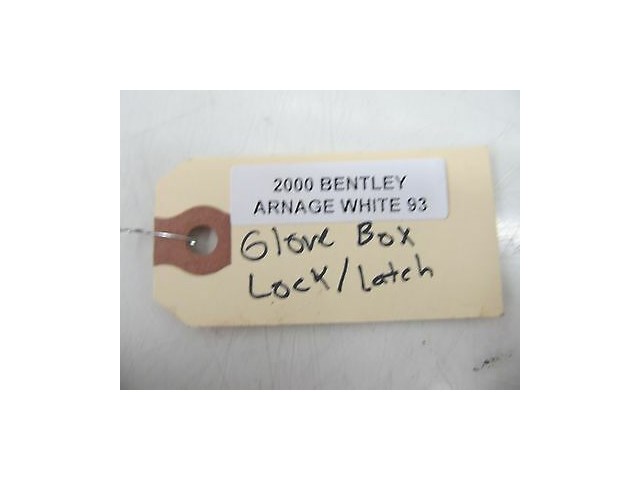 2000 BENTLEY
ARNAGE WHITE 93
Glove Box
Lock/Latch